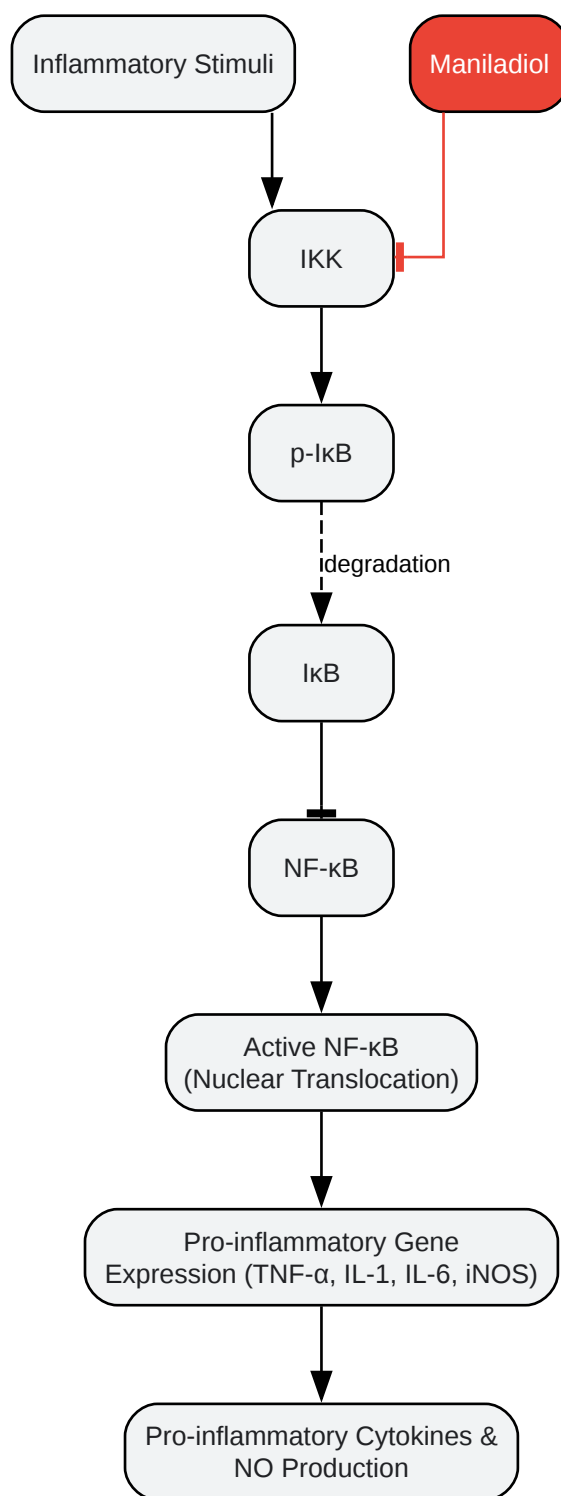 Inflammatory Stimuli
Maniladiol
IKK
p-IκB
degradation
IκB
NF-κB
Active NF-κB
(Nuclear Translocation)
Pro-inflammatory Gene
Expression (TNF-α, IL-1, IL-6, iNOS)
Pro-inflammatory Cytokines &
NO Production